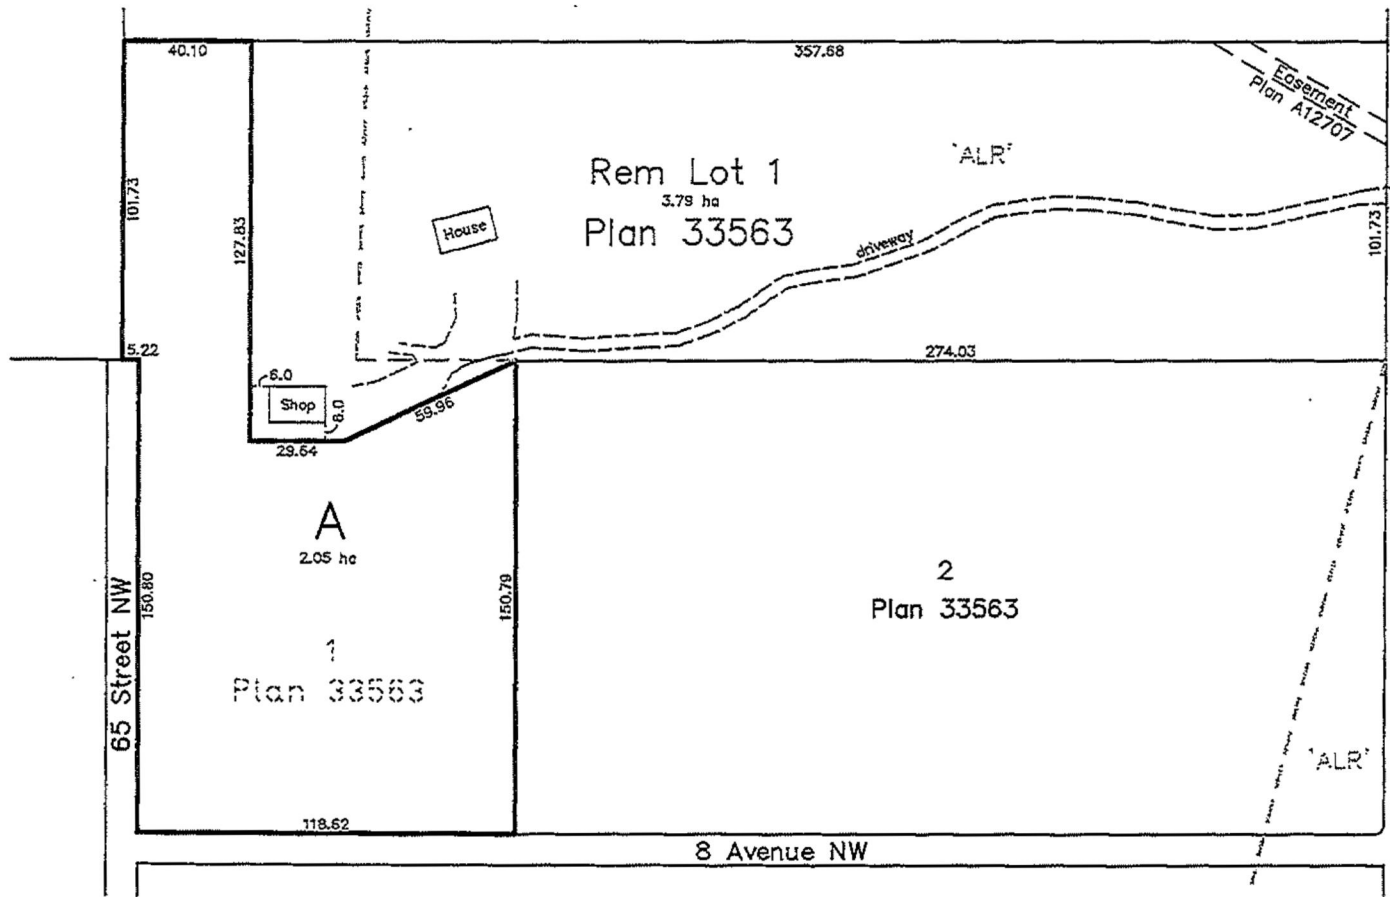 40.10
357.68
Easement
Plan A12707
'ALR'
Rem Lot 1
3.79 ha
Plan 33563
101.73
127.83
House
driveway
101.73
5.22
274.03
6.0
Shop
8.0
59.96
29.64
A
2.05 ha
150.80
150.79
2
Plan 33563
65 Street NW
1
Plan 33563
'ALR'
118.62
8 Avenue NW